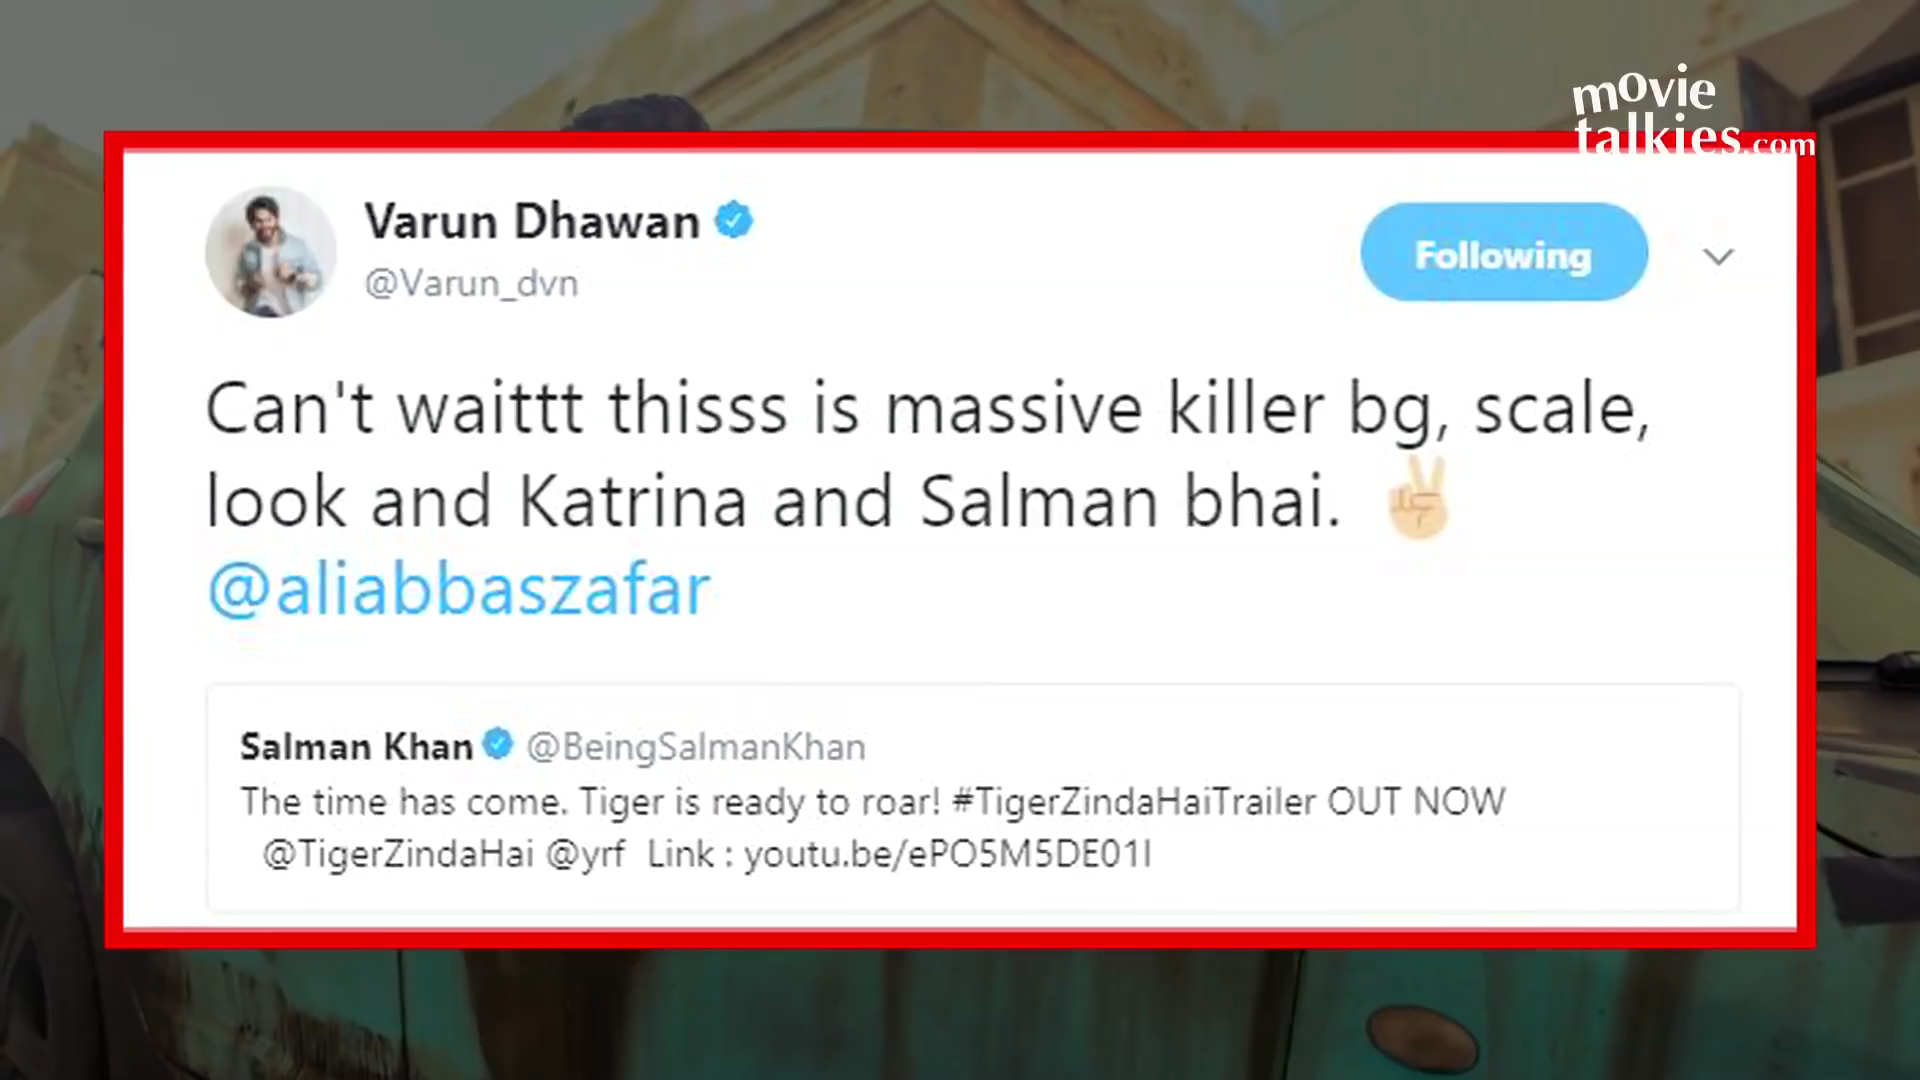 movie
talkies.com
Varun Dhawan
@Varun_dvn
Following
Can't waittt thisss is massive killer bg, scale,
look and Katrina and Salman bhai. ✌🏼
@aliabbaszafar
Salman Khan @BeingSalmanKhan
The time has come. Tiger is ready to roar! #TigerZindaHaiTrailer OUT NOW
@TigerZindaHai @yrf Link : youtu.be/ePO5M5DE01I